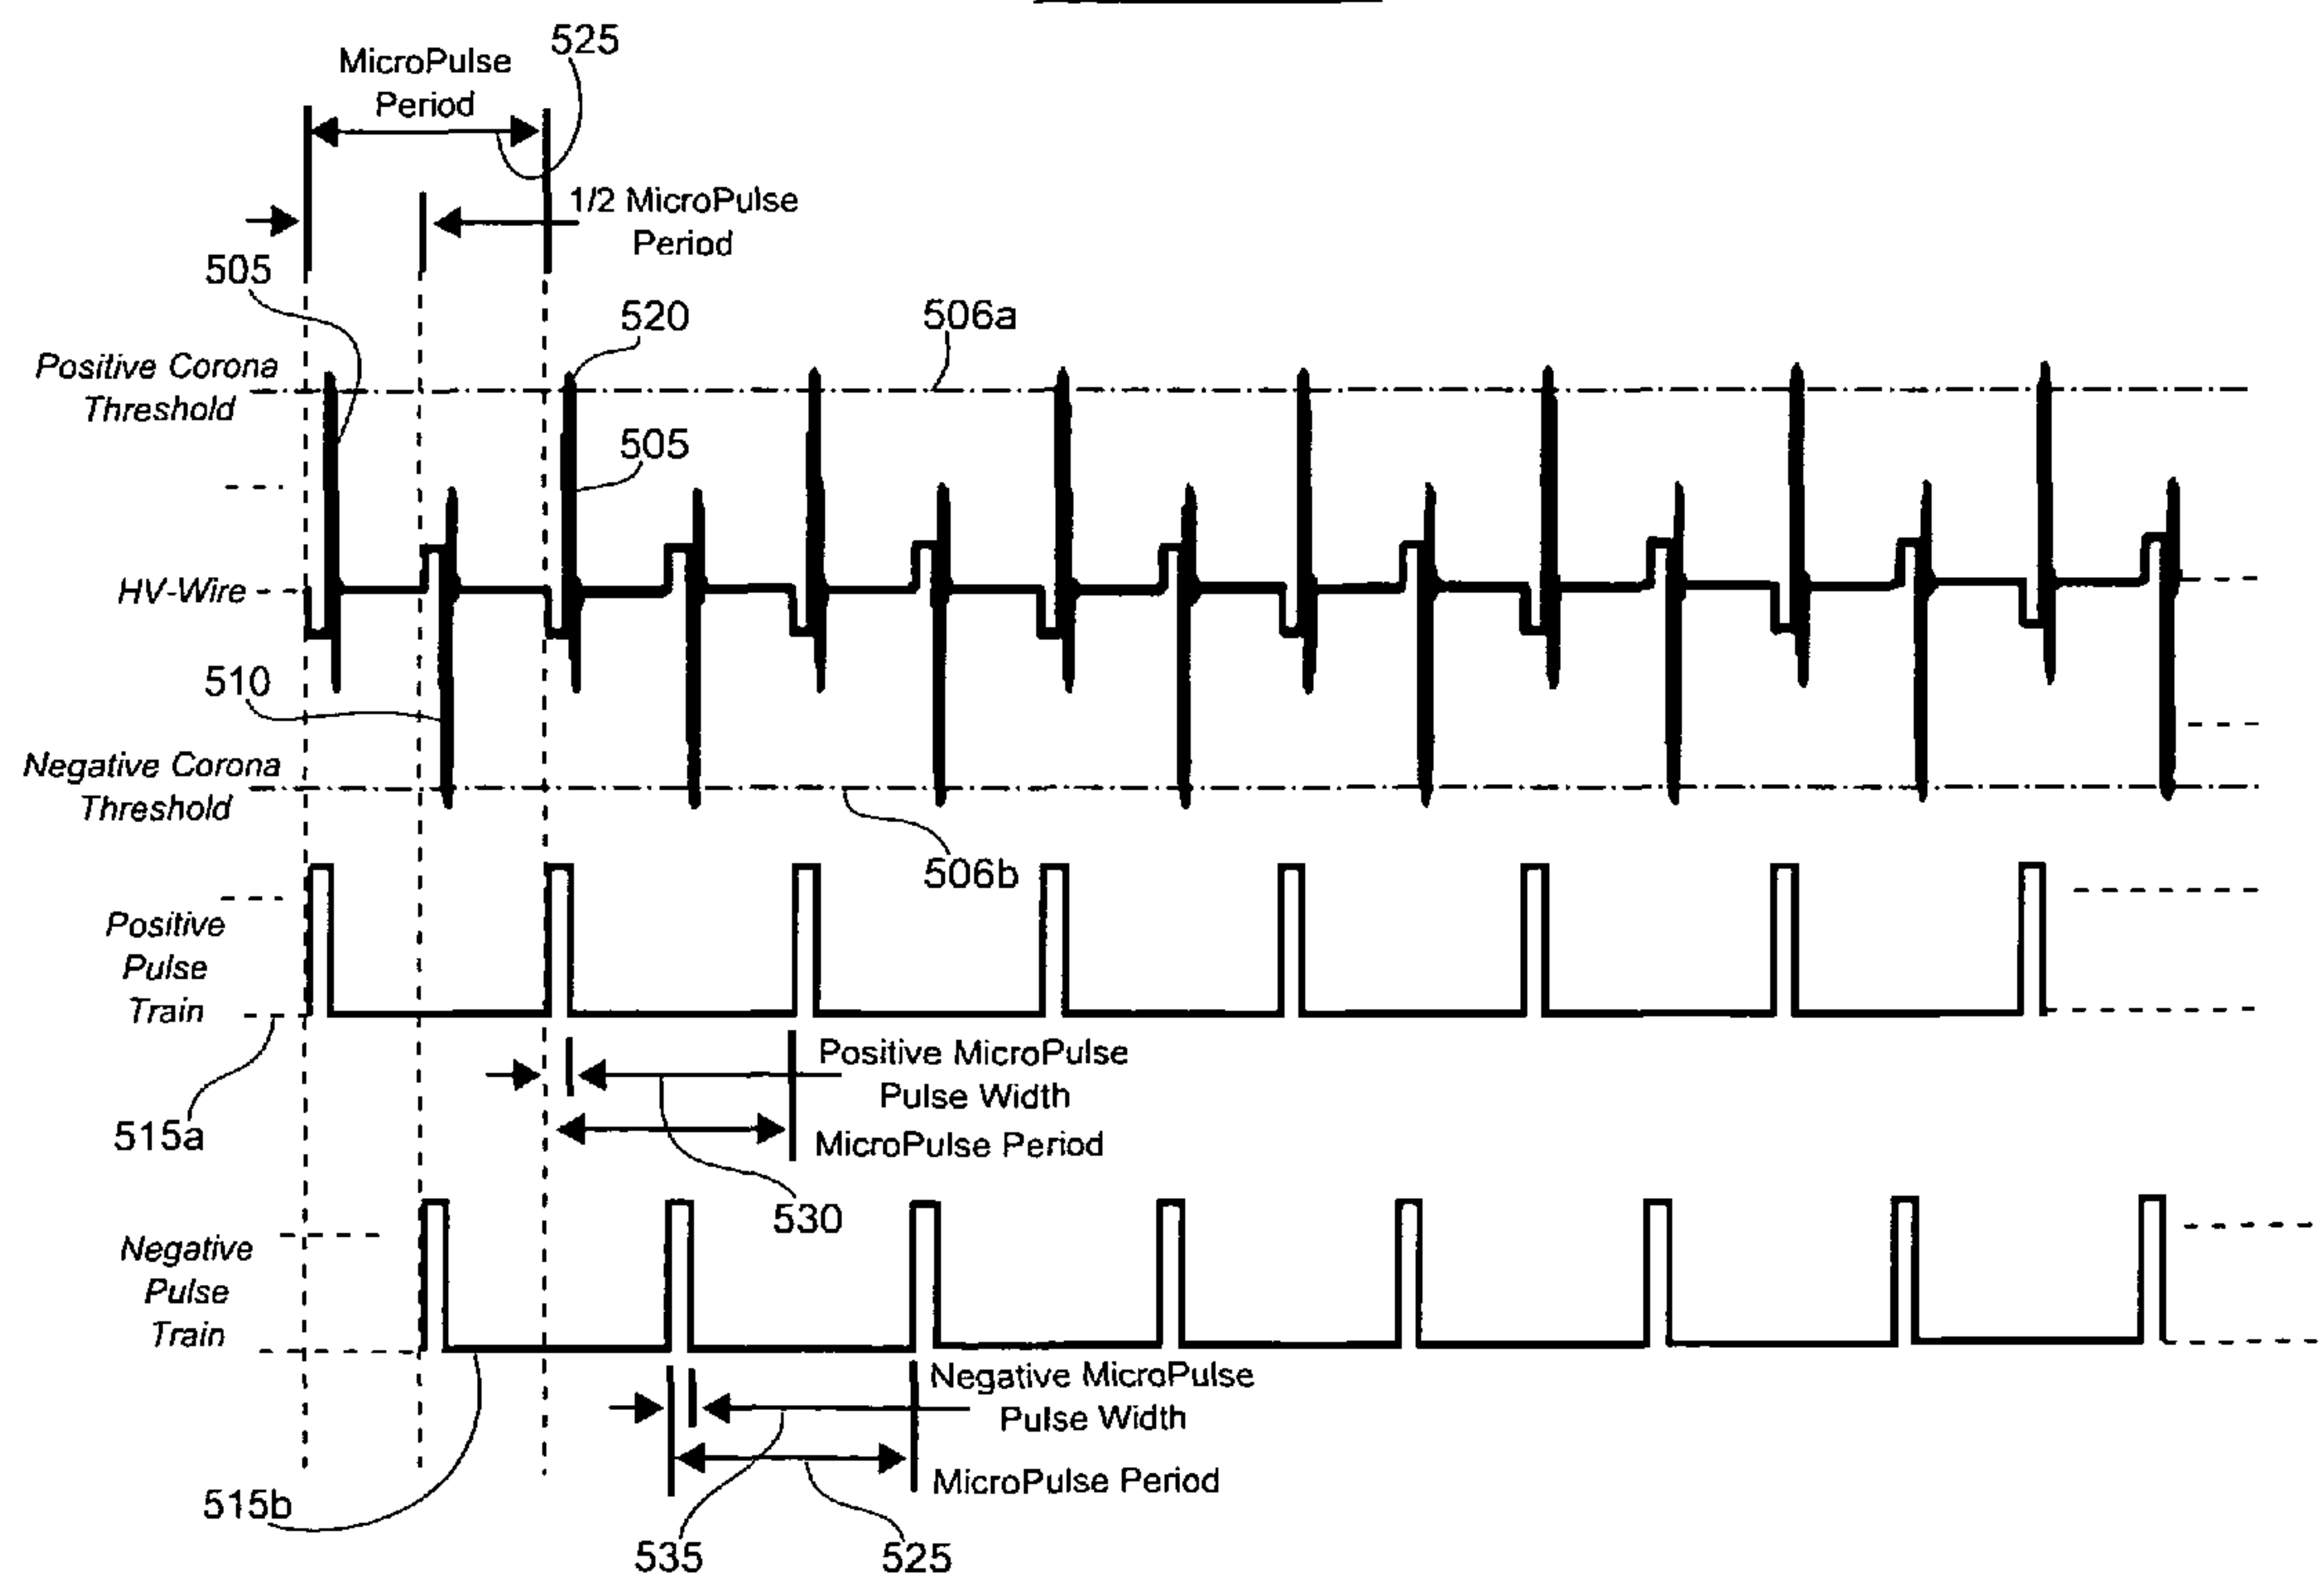 525
MicroPulse
Period
1/2 MicroPulse
Period
505
520
506a
Positive Corona
Threshold
505
HV-Wire
510
Negative Corona
Threshold
506b
Positive
Pulse
Train
Positive MicroPulse
Pulse Width
515a
MicroPulse Period
530
Negative
Pulse
Train
Negative MicroPulse
Pulse Width
MicroPulse Period
515b
535
525